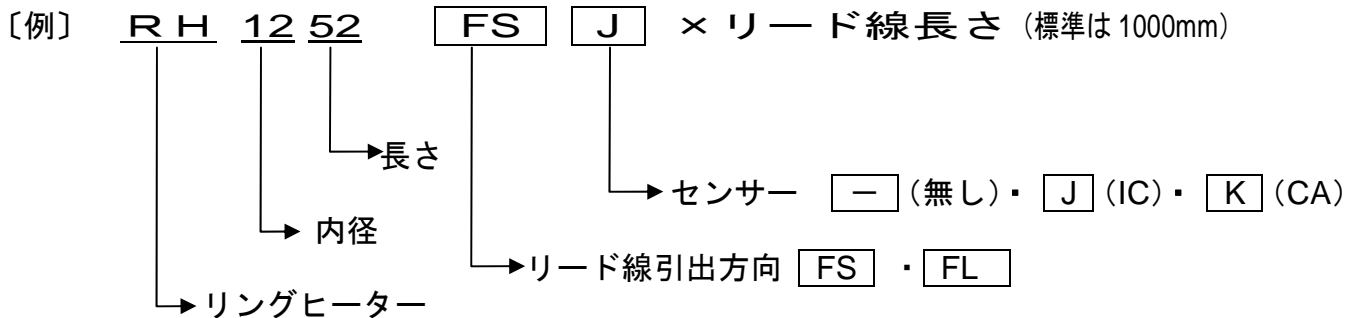 〔例〕 RH 12 52 FS J ×リード線長さ(標準は1000mm)
長さ
センサー －(無し)・ J(IC)・ K(CA)
内径
リード線引出方向 FS ・ FL
リングヒーター